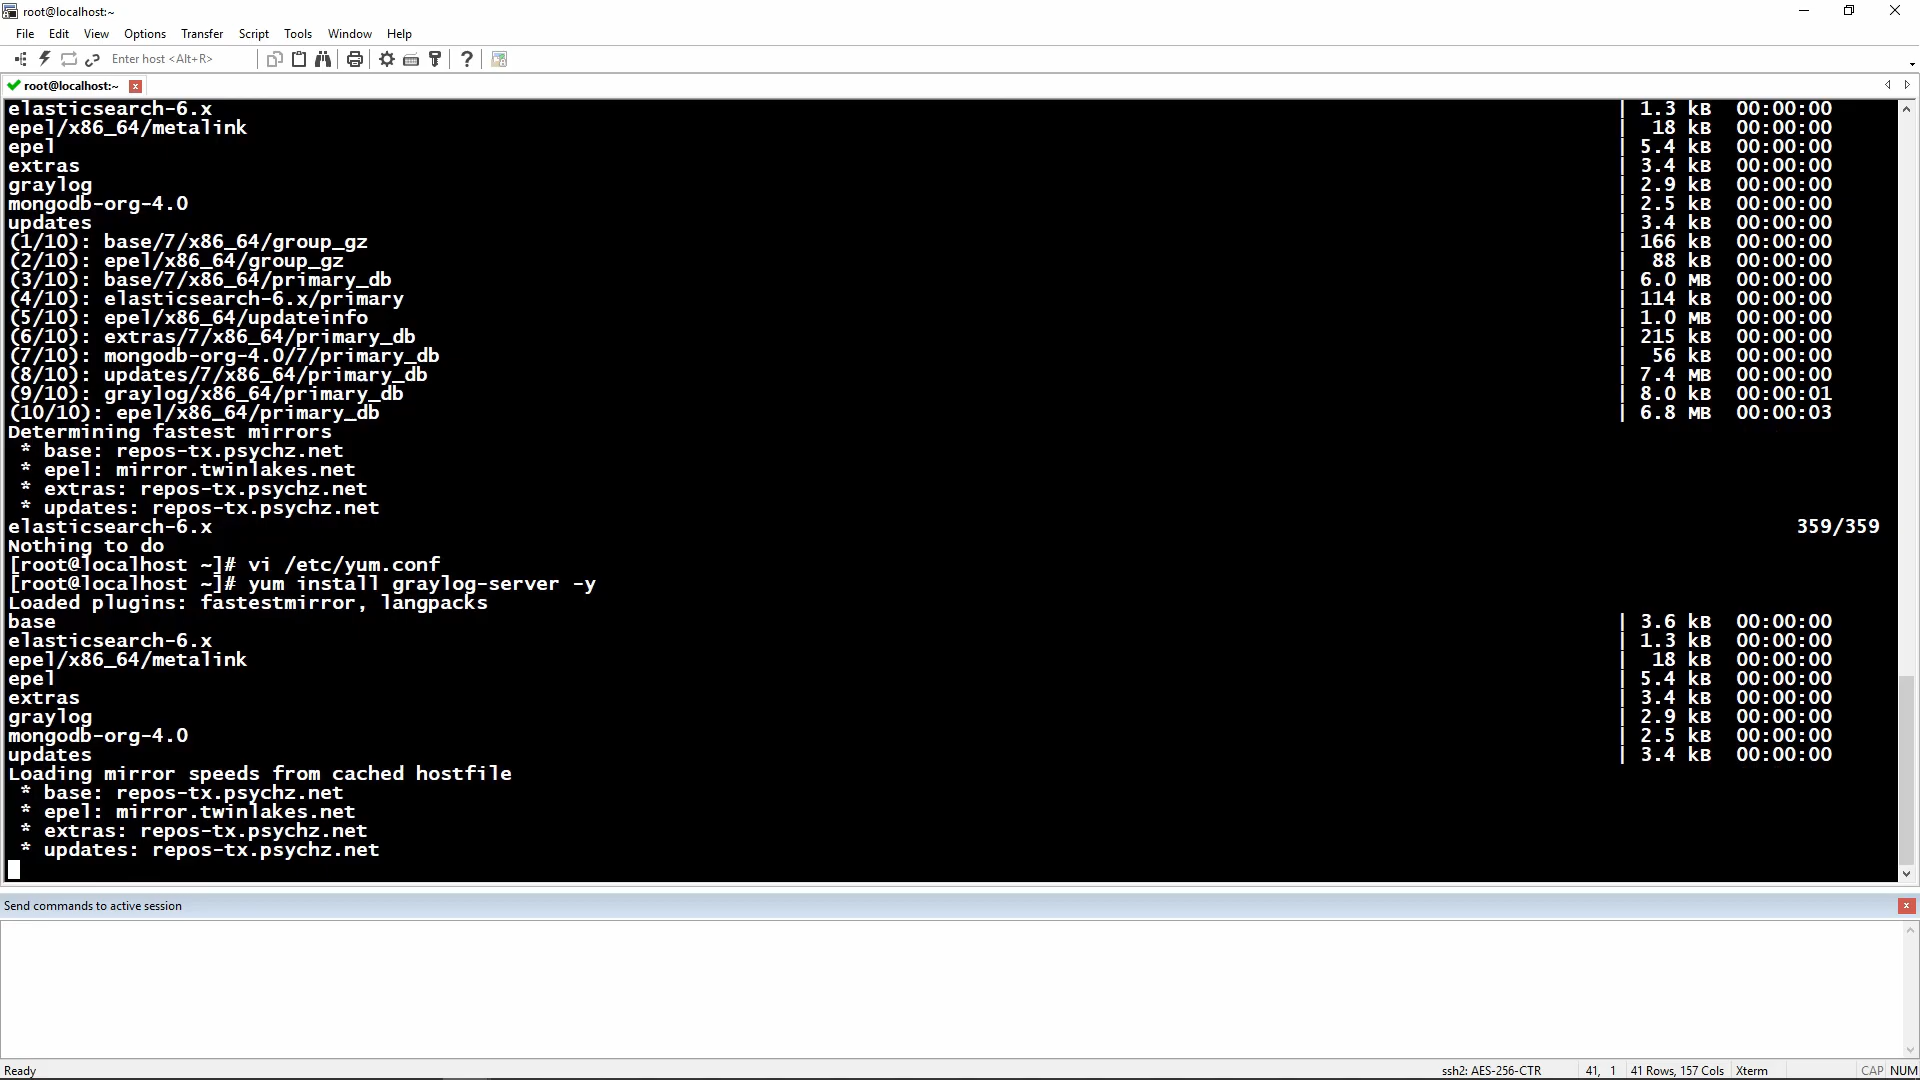 root@localhost:~
File Edit View Options Transfer Script Tools Window Help
Enter host <Alt+R>
root@localhost:~
elasticsearch-6.x | 1.3 kB 00:00:00
epel/x86_64/metalink | 18 kB 00:00:00
epel | 5.4 kB 00:00:00
extras | 3.4 kB 00:00:00
graylog | 2.9 kB 00:00:00
mongodb-org-4.0 | 2.5 kB 00:00:00
updates | 3.4 kB 00:00:00
(1/10): base/7/x86_64/group_gz | 166 kB 00:00:00
(2/10): epel/x86_64/group_gz | 88 kB 00:00:00
(3/10): base/7/x86_64/primary_db | 6.0 MB 00:00:00
(4/10): elasticsearch-6.x/primary | 114 kB 00:00:00
(5/10): epel/x86_64/updateinfo | 1.0 MB 00:00:00
(6/10): extras/7/x86_64/primary_db | 215 kB 00:00:00
(7/10): mongodb-org-4.0/7/primary_db | 56 kB 00:00:00
(8/10): updates/7/x86_64/primary_db | 7.4 MB 00:00:00
(9/10): graylog/x86_64/primary_db | 8.0 kB 00:00:01
(10/10): epel/x86_64/primary_db | 6.8 MB 00:00:03
Determining fastest mirrors
* base: repos-tx.psychz.net
* epel: mirror.twinlakes.net
* extras: repos-tx.psychz.net
* updates: repos-tx.psychz.net
elasticsearch-6.x 359/359
Nothing to do
[root@localhost ~]# vi /etc/yum.conf
[root@localhost ~]# yum install graylog-server -y
Loaded plugins: fastestmirror, langpacks
base | 3.6 kB 00:00:00
elasticsearch-6.x | 1.3 kB 00:00:00
epel/x86_64/metalink | 18 kB 00:00:00
epel | 5.4 kB 00:00:00
extras | 3.4 kB 00:00:00
graylog | 2.9 kB 00:00:00
mongodb-org-4.0 | 2.5 kB 00:00:00
updates | 3.4 kB 00:00:00
Loading mirror speeds from cached hostfile
* base: repos-tx.psychz.net
* epel: mirror.twinlakes.net
* extras: repos-tx.psychz.net
* updates: repos-tx.psychz.net
Send commands to active session
Ready ssh2: AES-256-CTR 41, 1 41 Rows, 157 Cols Xterm CAP NUM